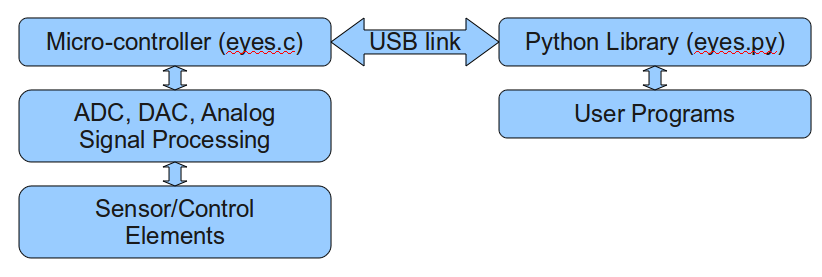 Micro-controller (eyes.c)
USB link
Python Library (eyes.py)
ADC, DAC, Analog
Signal Processing
User Programs
Sensor/Control
Elements